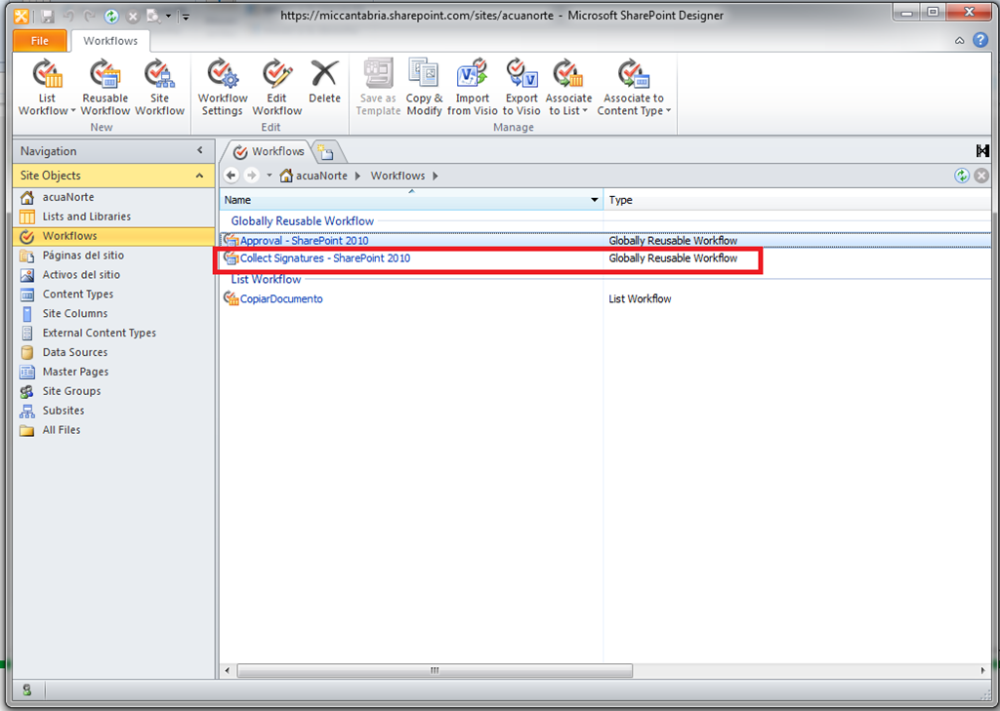 https://miccantabria.sharepoint.com/sites/acuanorte - Microsoft SharePoint Designer
File
Workflows
List Workflow
Reusable Workflow
Site Workflow
New
Workflow Settings
Edit Workflow
Delete
Edit
Save as Template
Copy & Modify
Import from Visio
Export to Visio
Associate to List
Associate to Content Type
Manage
Navigation
Site Objects
acuaNorte
Lists and Libraries
Workflows
Páginas del sitio
Activos del sitio
Content Types
Site Columns
External Content Types
Data Sources
Master Pages
Site Groups
Subsites
All Files
Workflows
acuaNorte
Workflows
Name
Type
Globally Reusable Workflow
Approval - SharePoint 2010
Globally Reusable Workflow
Collect Signatures - SharePoint 2010
Globally Reusable Workflow
List Workflow
CopiarDocumento
List Workflow